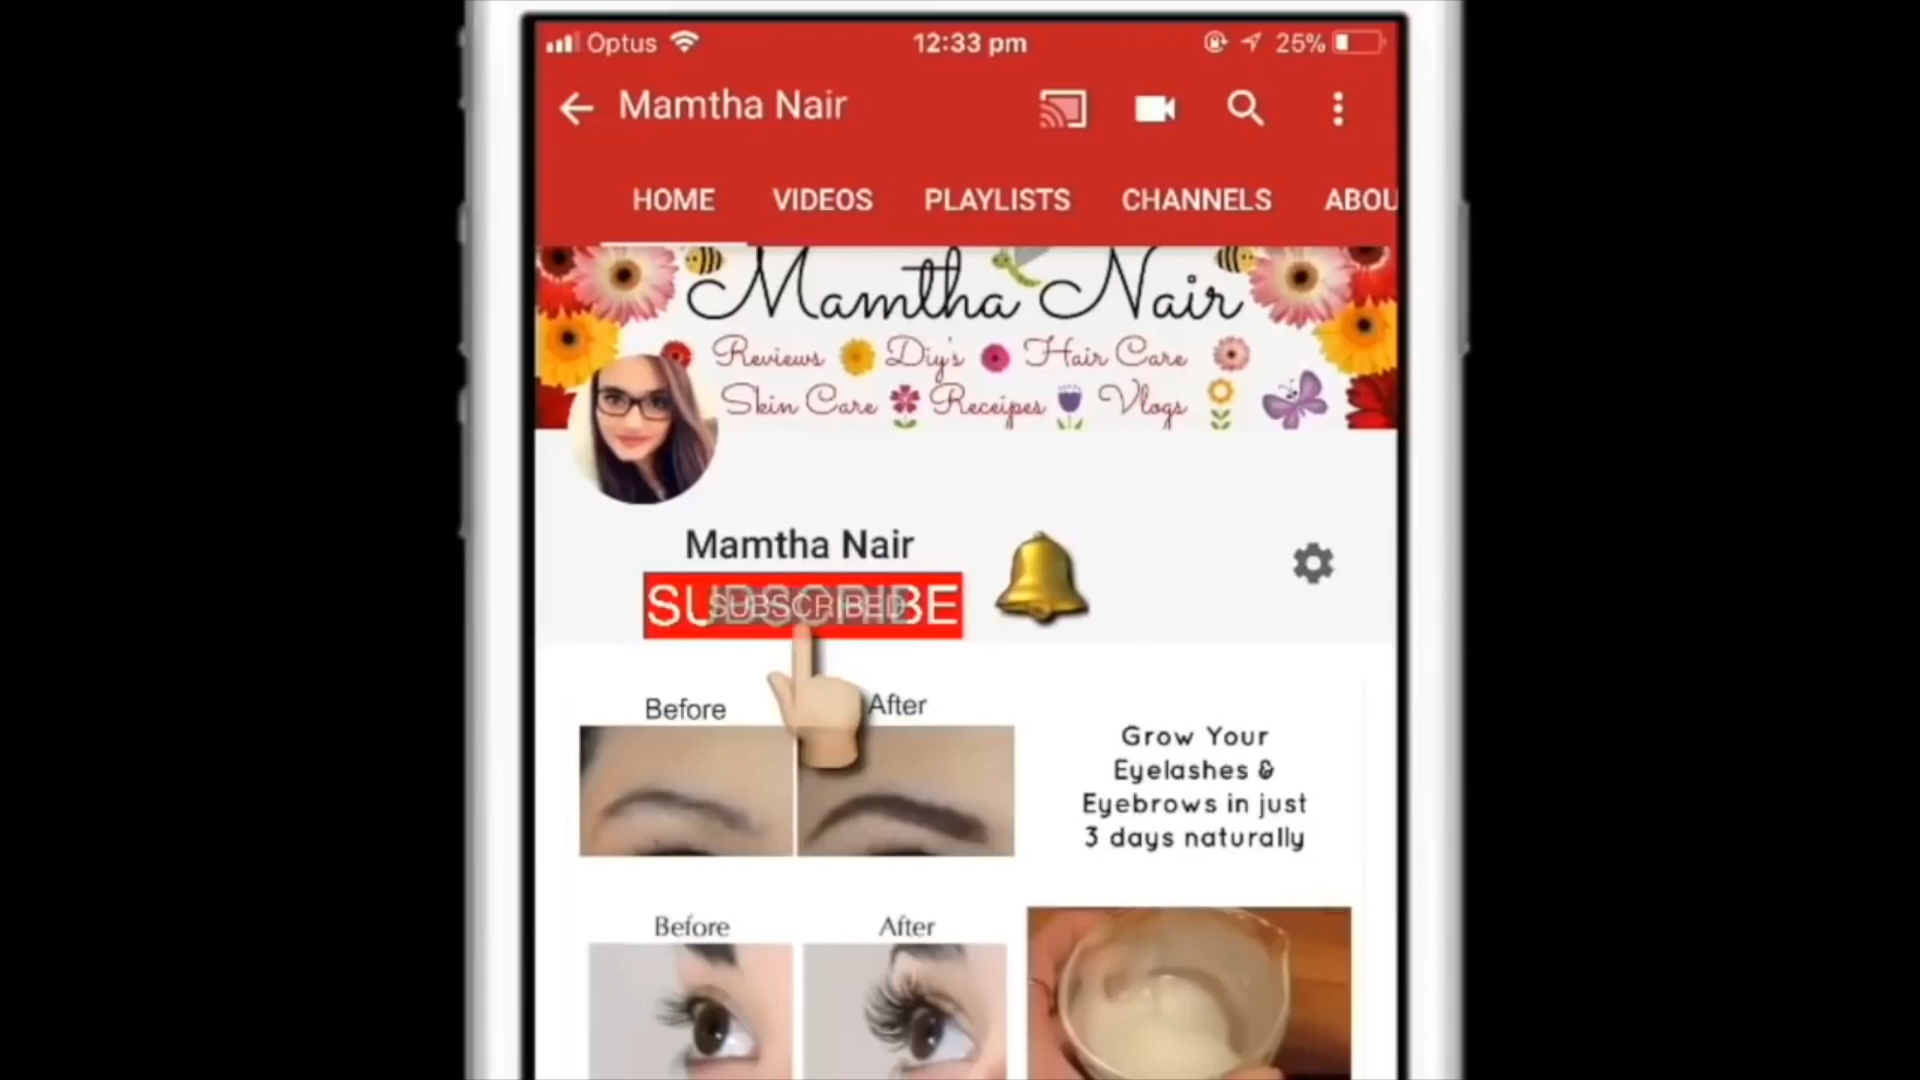 Optus 12:33 pm 25%
Mamtha Nair
HOME VIDEOS PLAYLISTS CHANNELS ABOU
Mamtha Nair
Reviews Diy's Hair Care
Skin Care Receipes Vlogs
Mamtha Nair
SUBSCRIBE
SUBSCRIBED
Before After
Grow Your
Eyelashes &
Eyebrows in just
3 days naturally
Before After